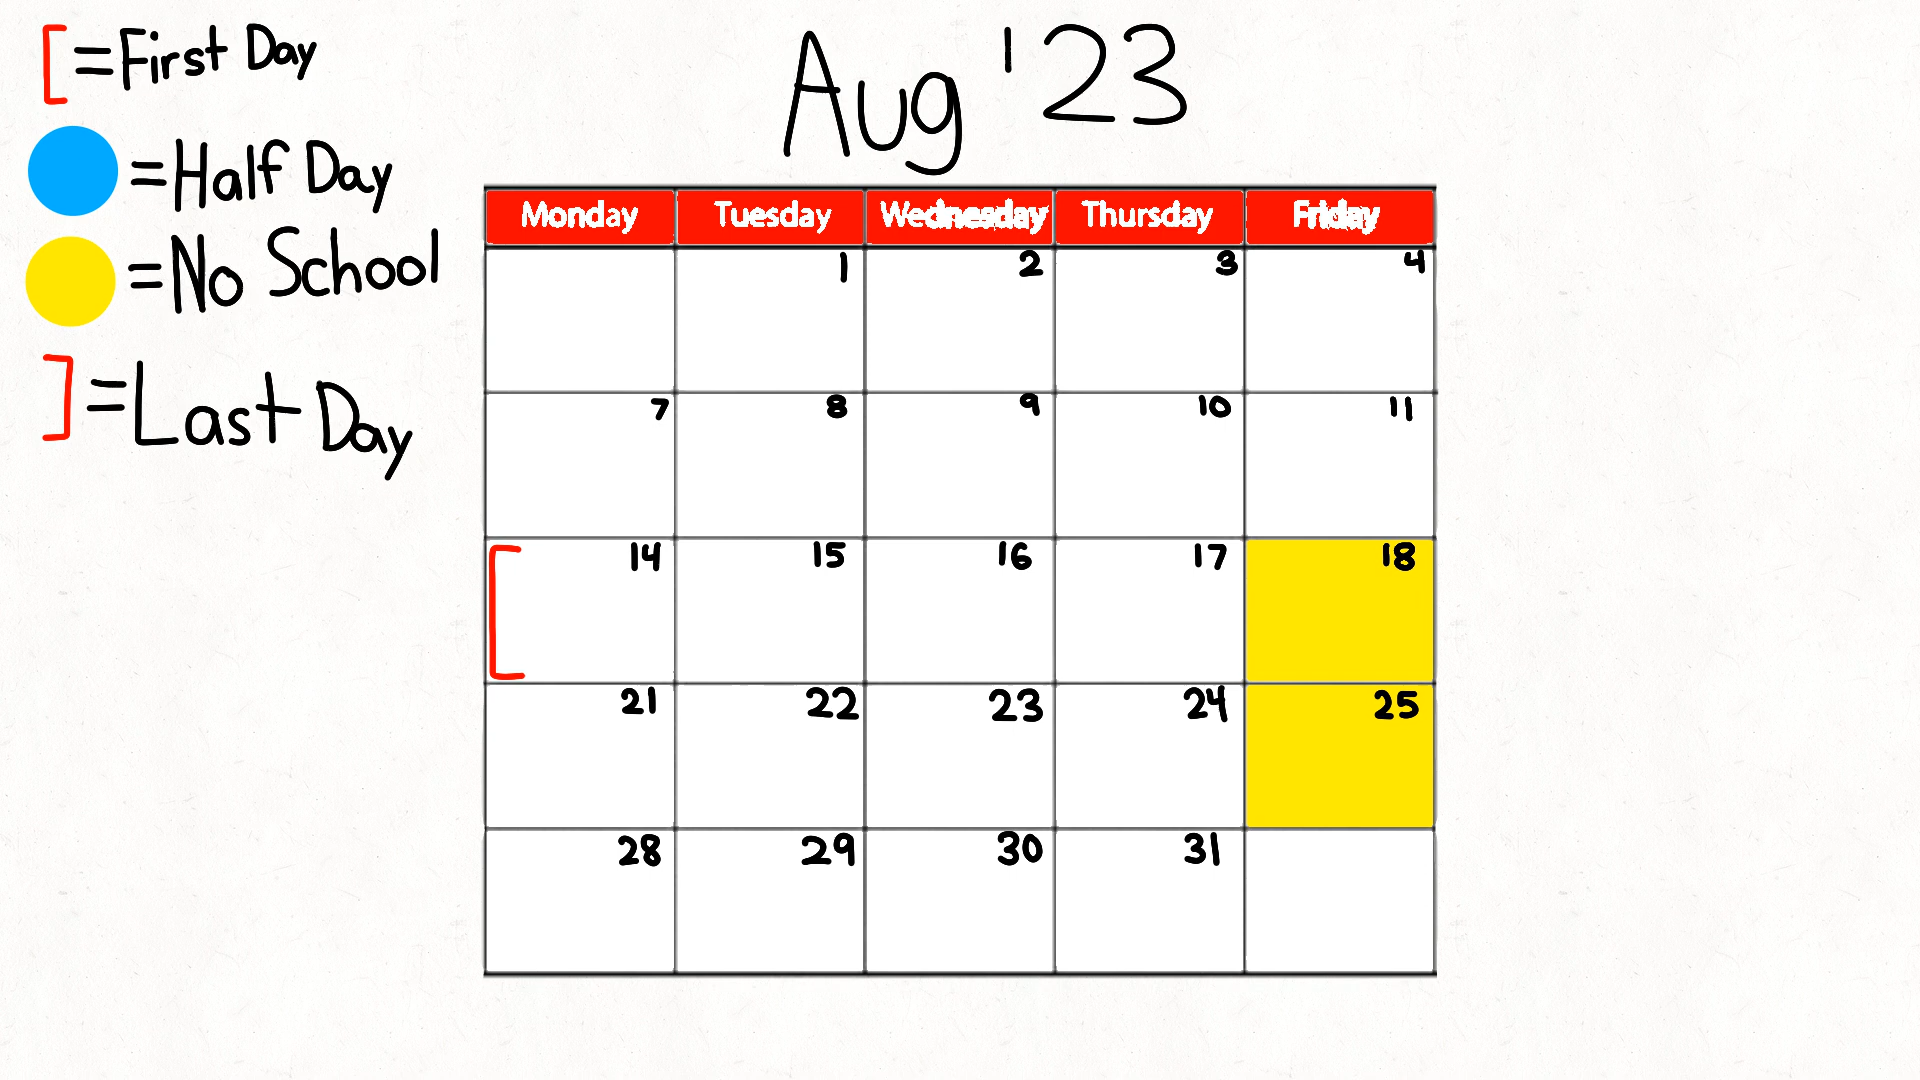 [ = First Day
= Half Day
= No School
] = Last Day
Aug '23
Monday Tuesday Wednesday Thursday Friday
1 2 3 4
7 8 9 10 11
14 15 16 17 18
21 22 23 24 25
28 29 30 31